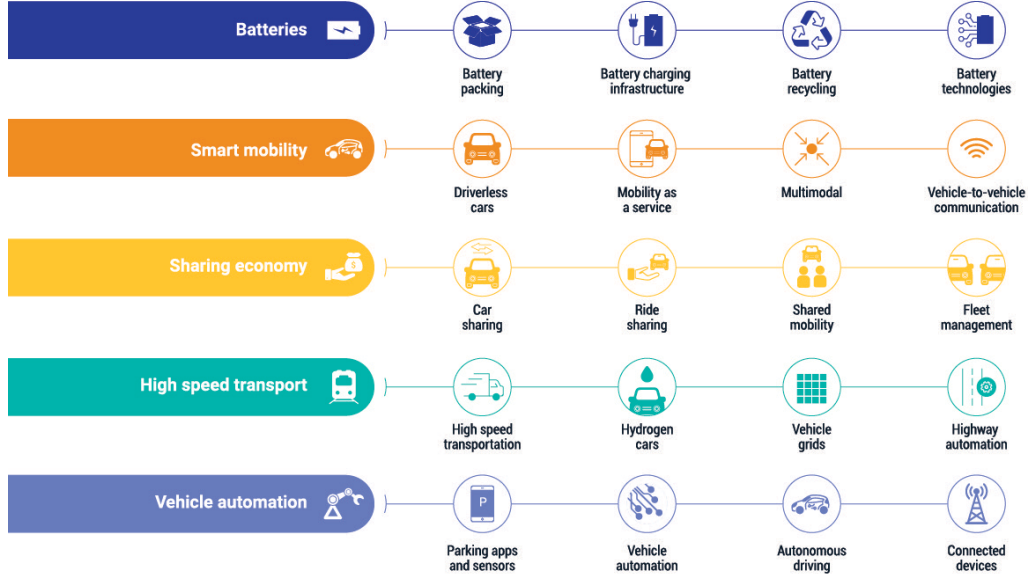 Batteries
Battery
packing
Battery charging
infrastructure
Battery
recycling
Battery
technologies
Smart mobility
Driverless
cars
Mobility as
a service
Multimodal
Vehicle-to-vehicle
communication
Sharing economy
$
Car
sharing
Ride
sharing
Shared
mobility
Fleet
management
High speed transport
High speed
transportation
Hydrogen
cars
Vehicle
grids
Highway
automation
Vehicle automation
P
Parking apps
and sensors
Vehicle
automation
Autonomous
driving
Connected
devices